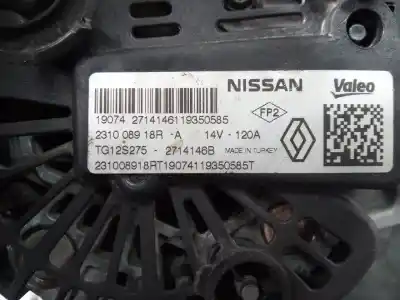 NISSAN Valeo
19074 2714146119350585
FP2
2310 089 18R -A 14V - 120A
TG12S275 - 2714146B MADE IN TURKEY
231008918RT19074119350585T